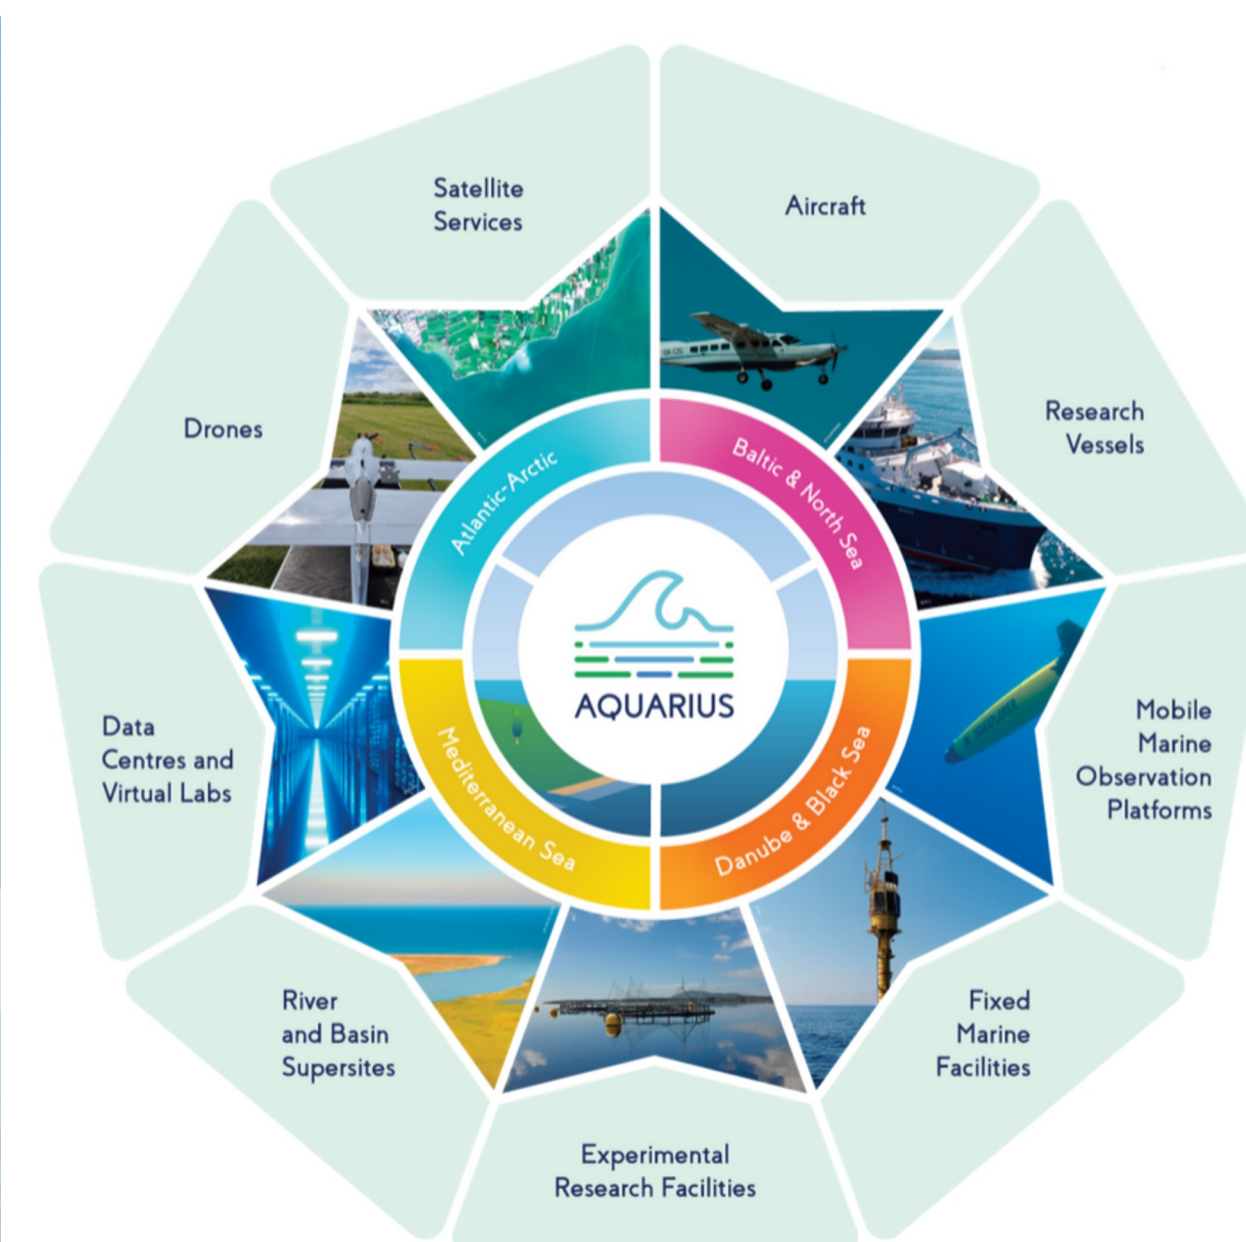 Satellite
Services
Aircraft
Drones
Research
Vessels
Atlantic-Arctic
Baltic & North Sea
AQUARIUS
Data
Centres and
Virtual Labs
Mobile
Marine
Observation
Platforms
Mediterranean Sea
Danube & Black Sea
River
and Basin
Supersites
Fixed
Marine
Facilities
Experimental
Research Facilities